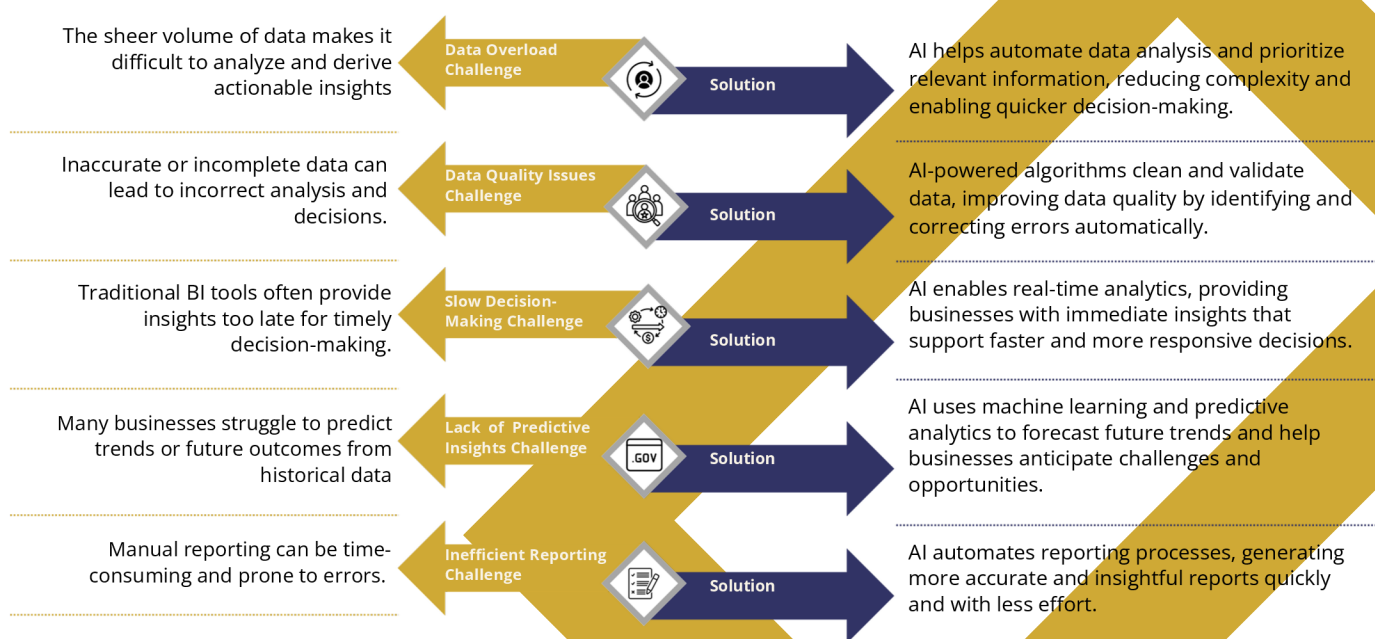 The sheer volume of data makes it
difficult to analyze and derive
actionable insights
Data Overload
Challenge
Solution
AI helps automate data analysis and prioritize
relevant information, reducing complexity and
enabling quicker decision-making.
Inaccurate or incomplete data can
lead to incorrect analysis and
decisions.
Data Quality Issues
Challenge
Solution
AI-powered algorithms clean and validate
data, improving data quality by identifying and
correcting errors automatically.
Traditional BI tools often provide
insights too late for timely
decision-making.
Slow Decision-
Making Challenge
Solution
AI enables real-time analytics, providing
businesses with immediate insights that
support faster and more responsive decisions.
Many businesses struggle to predict
trends or future outcomes from
historical data
Lack of Predictive
Insights Challenge
.GOV
Solution
AI uses machine learning and predictive
analytics to forecast future trends and help
businesses anticipate challenges and
opportunities.
Manual reporting can be time-
consuming and prone to errors.
Inefficient Reporting
Challenge
Solution
AI automates reporting processes, generating
more accurate and insightful reports quickly
and with less effort.